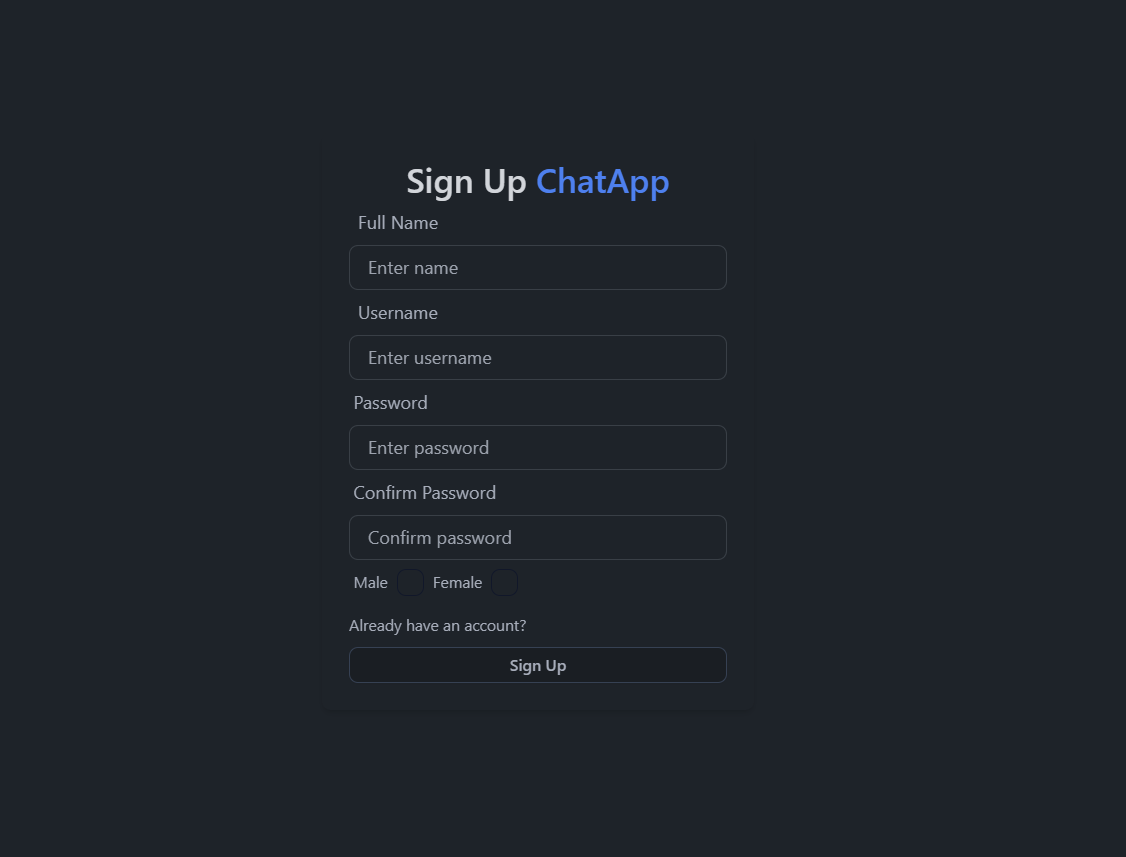 Sign Up ChatApp
Full Name
Enter name
Username
Enter username
Password
Enter password
Confirm Password
Confirm password
Male Female
Already have an account?
Sign Up